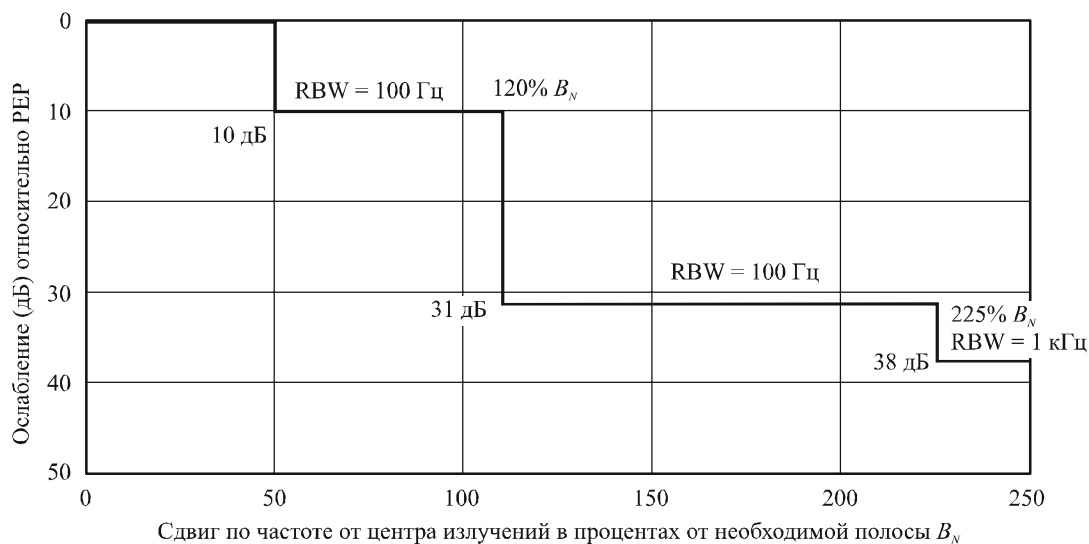 Ослабление (дБ) относительно PEP
0
10
20
30
40
50
RBW = 100 Гц
120% B_N
10 дБ
RBW = 100 Гц
31 дБ
225% B_N
RBW = 1 кГц
38 дБ
0
50
100
150
200
250
Сдвиг по частоте от центра излучений в процентах от необходимой полосы B_N